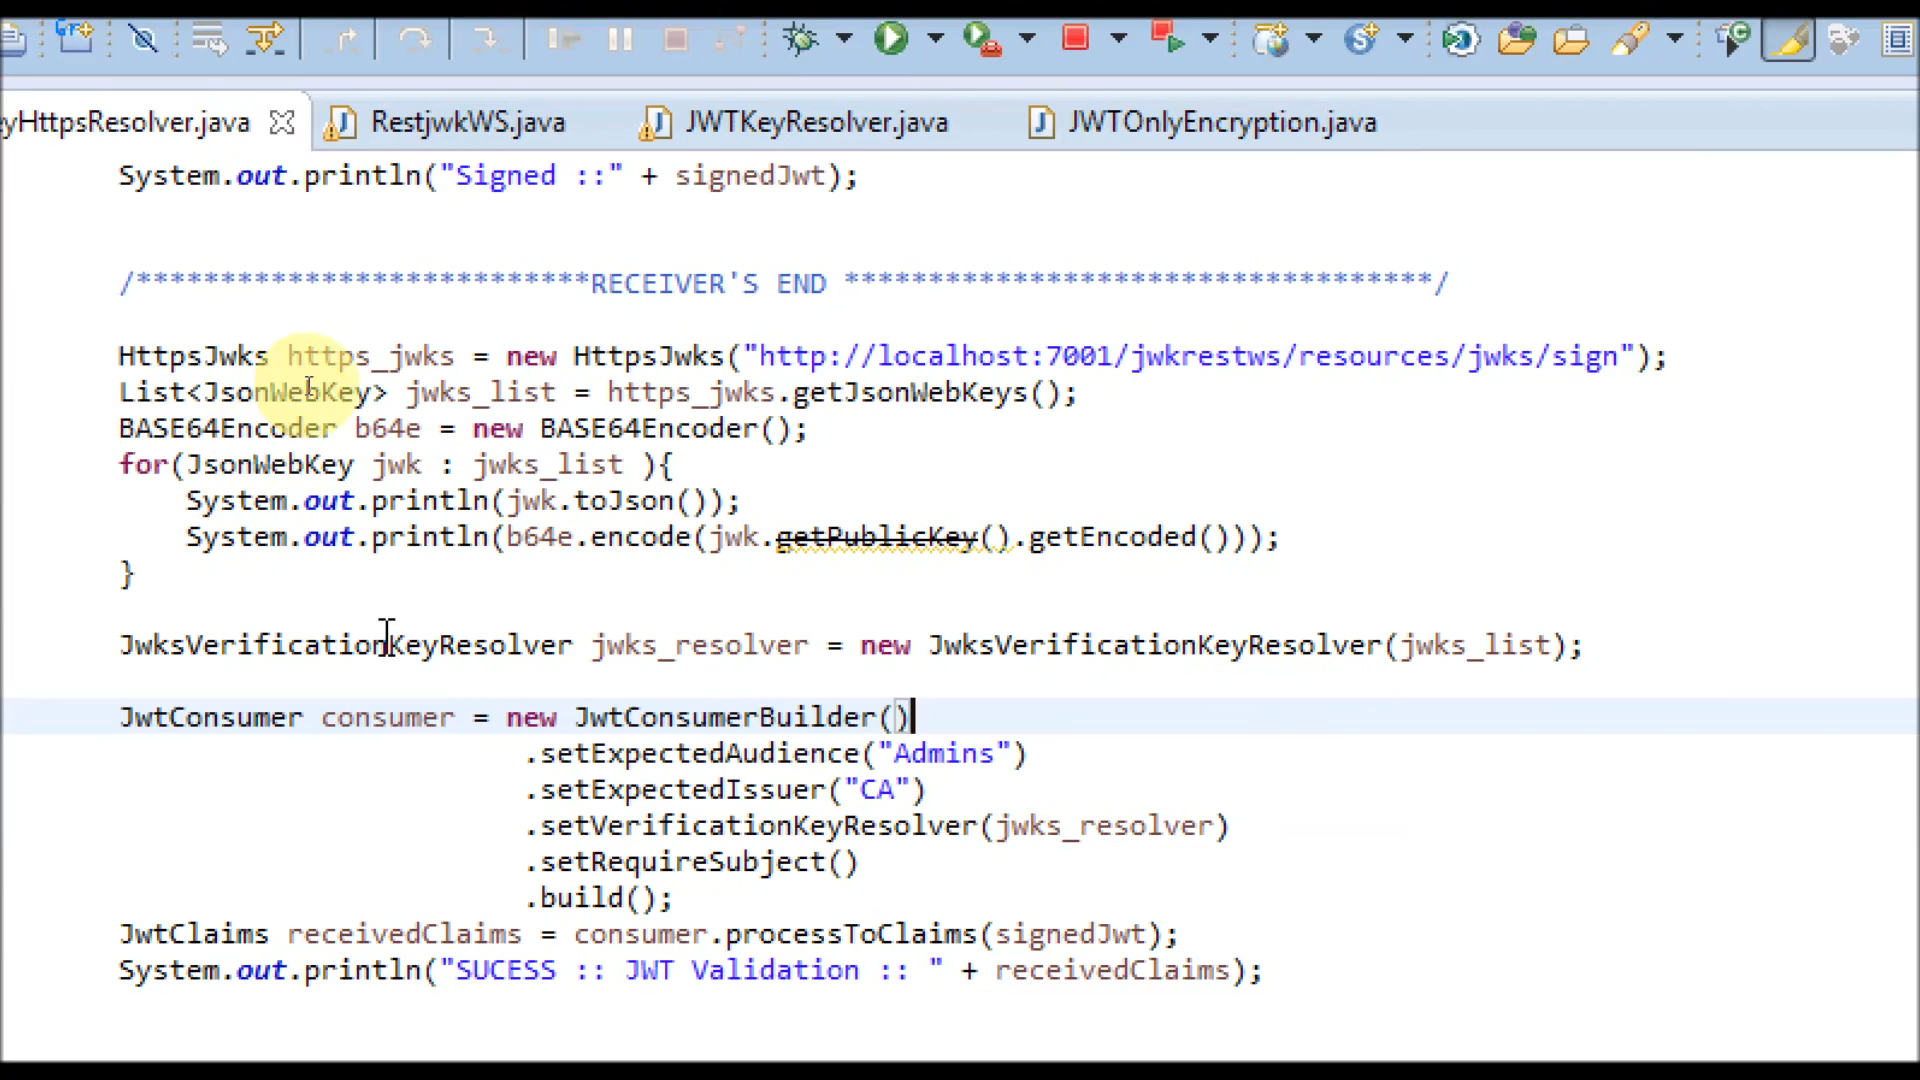 yHttpsResolver.java
RestjwkWS.java
JWTKeyResolver.java
JWTOnlyEncryption.java
System.out.println("Signed ::" + signedJwt);
/***************************RECEIVER'S END ***********************************/
HttpsJwks https_jwks = new HttpsJwks("http://localhost:7001/jwkrestws/resources/jwks/sign");
List<JsonWebKey> jwks_list = https_jwks.getJsonWebKeys();
BASE64Encoder b64e = new BASE64Encoder();
for(JsonWebKey jwk : jwks_list ){
System.out.println(jwk.toJson());
System.out.println(b64e.encode(jwk.getPublicKey().getEncoded()));
}
JwksVerificationKeyResolver jwks_resolver = new JwksVerificationKeyResolver(jwks_list);
JwtConsumer consumer = new JwtConsumerBuilder()
.setExpectedAudience("Admins")
.setExpectedIssuer("CA")
.setVerificationKeyResolver(jwks_resolver)
.setRequireSubject()
.build();
JwtClaims receivedClaims = consumer.processToClaims(signedJwt);
System.out.println("SUCESS :: JWT Validation :: " + receivedClaims);